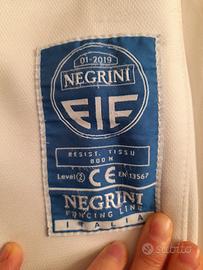 01-2019
NEGRINI
FIE
RESIST. TISSU
800 N
Level 2 CE EN 13567
NEGRINI
FENCING LINE
ITALIA
subito